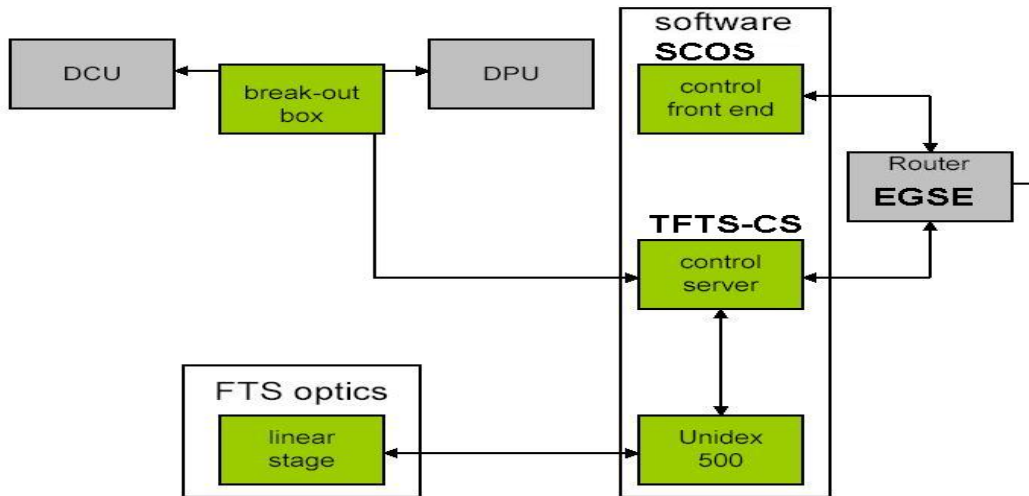 software
SCOS
DCU
break-out
box
DPU
control
front end
Router
EGSE
TFTS-CS
control
server
FTS optics
linear
stage
Unidex
500